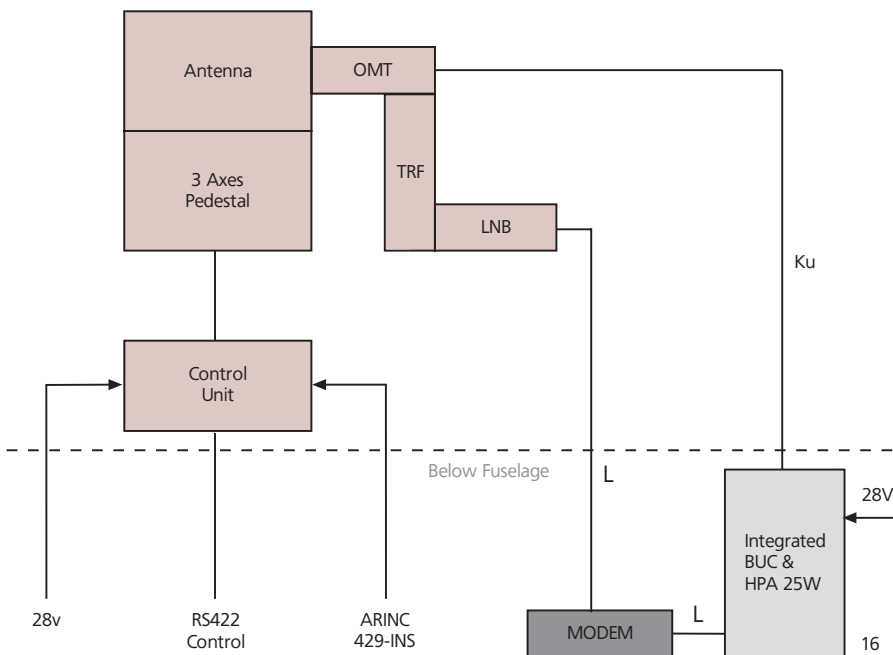 Antenna
OMT
3 Axes
Pedestal
TRF
LNB
Ku
Control
Unit
Below Fuselage
L
28V
Integrated
BUC &
HPA 25W
28v
RS422
Control
ARINC
429-INS
MODEM
L
16